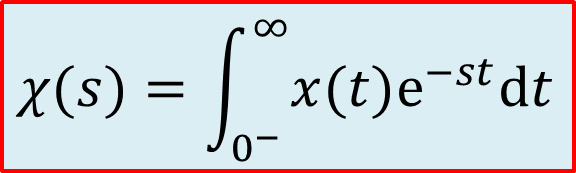 χ(s) = ∫₀₋^∞ x(t)e^{−st} dt